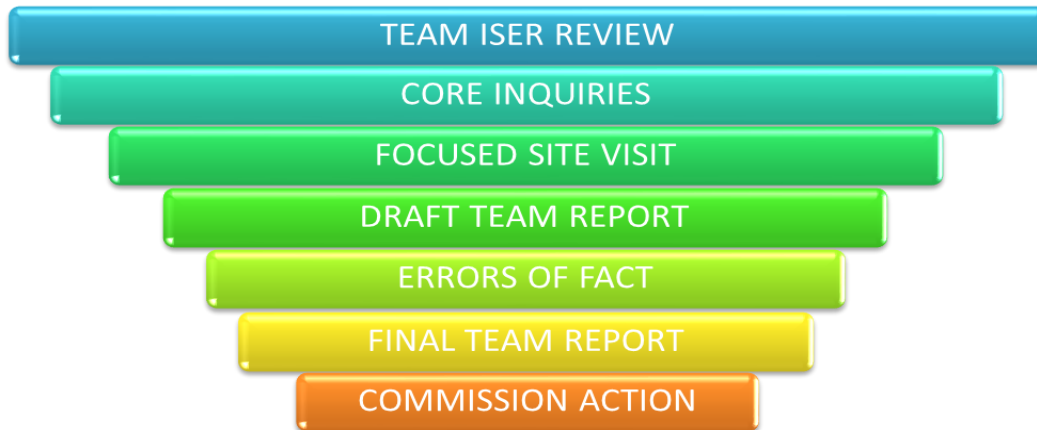 TEAM ISER REVIEW
CORE INQUIRIES
FOCUSED SITE VISIT
DRAFT TEAM REPORT
ERRORS OF FACT
FINAL TEAM REPORT
COMMISSION ACTION